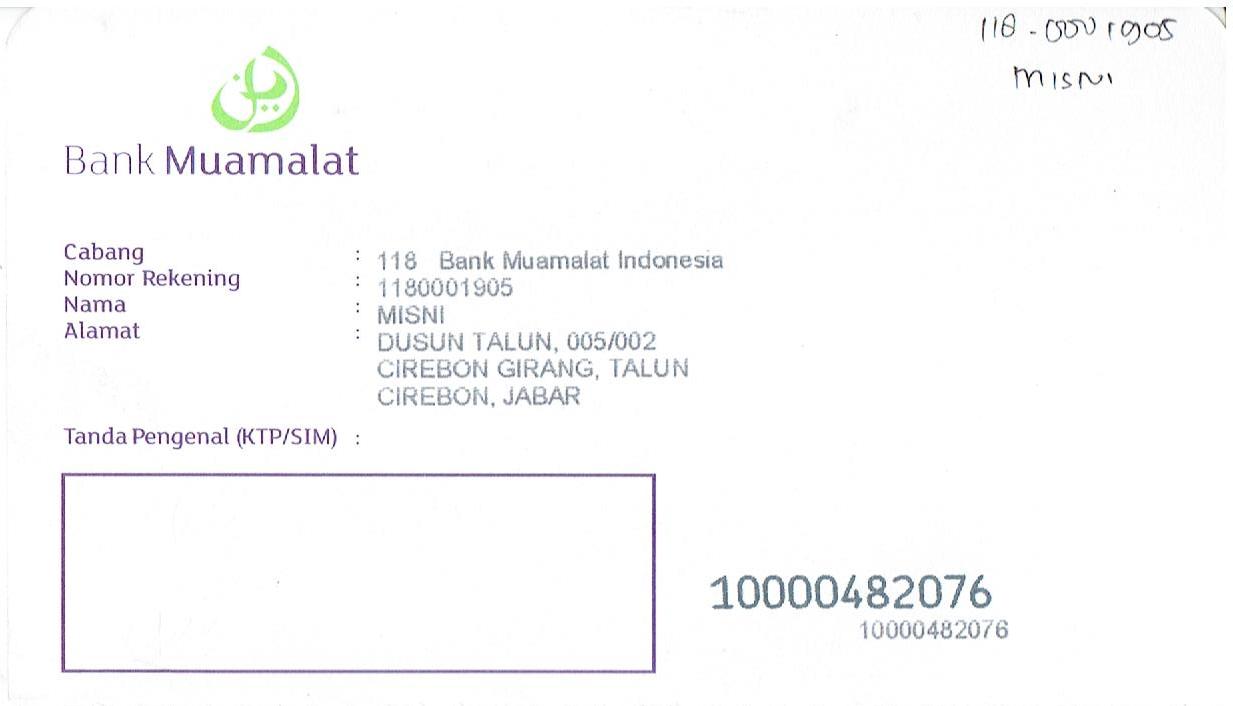 118 - 0001905
MISNI
Bank Muamalat
Cabang : 118 Bank Muamalat Indonesia
Nomor Rekening : 1180001905
Nama : MISNI
Alamat : DUSUN TALUN, 005/002
CIREBON GIRANG, TALUN
CIREBON, JABAR
Tanda Pengenal (KTP/SIM) :
10000482076
10000482076